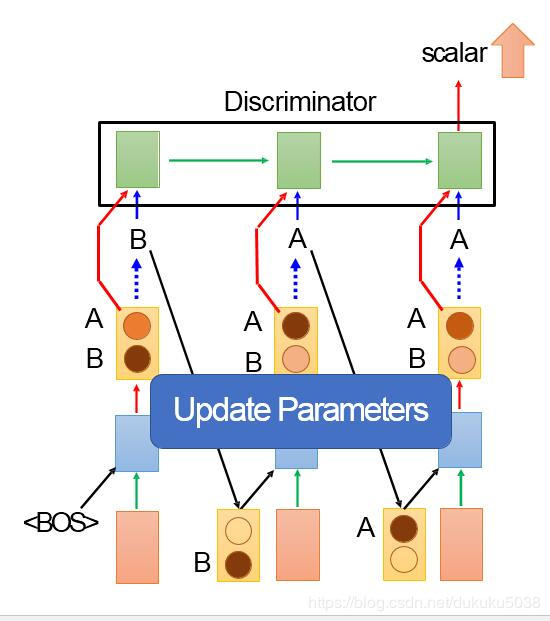 scalar
Discriminator
B A A
A A A
B B B
Update Parameters
<BOS>
B A
https://blog.csdn.net/dukuku5038